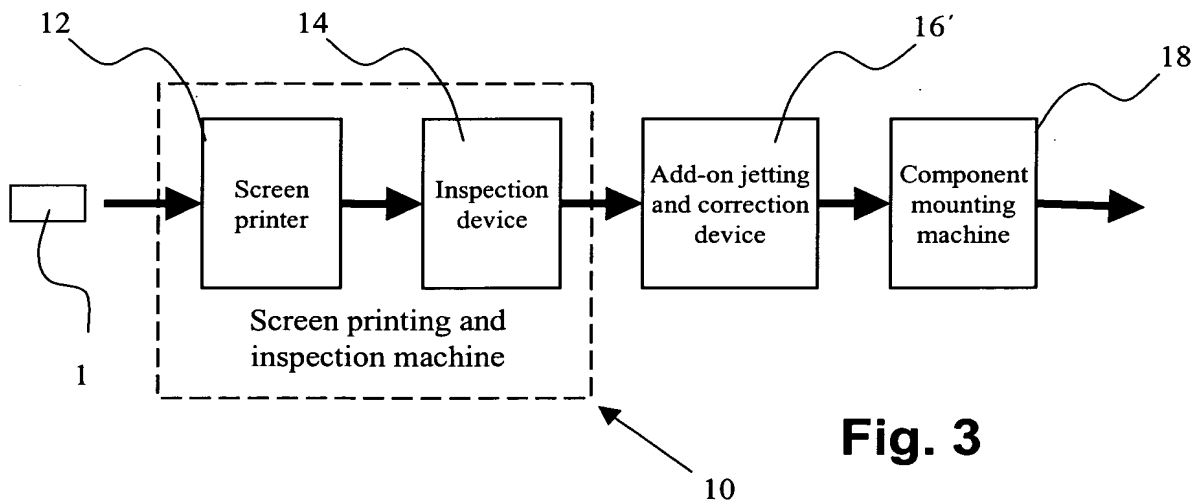 12
14
16′
18
Screen
printer
Inspection
device
Add-on jetting
and correction
device
Component
mounting
machine
Screen printing and
inspection machine
1
10
Fig. 3